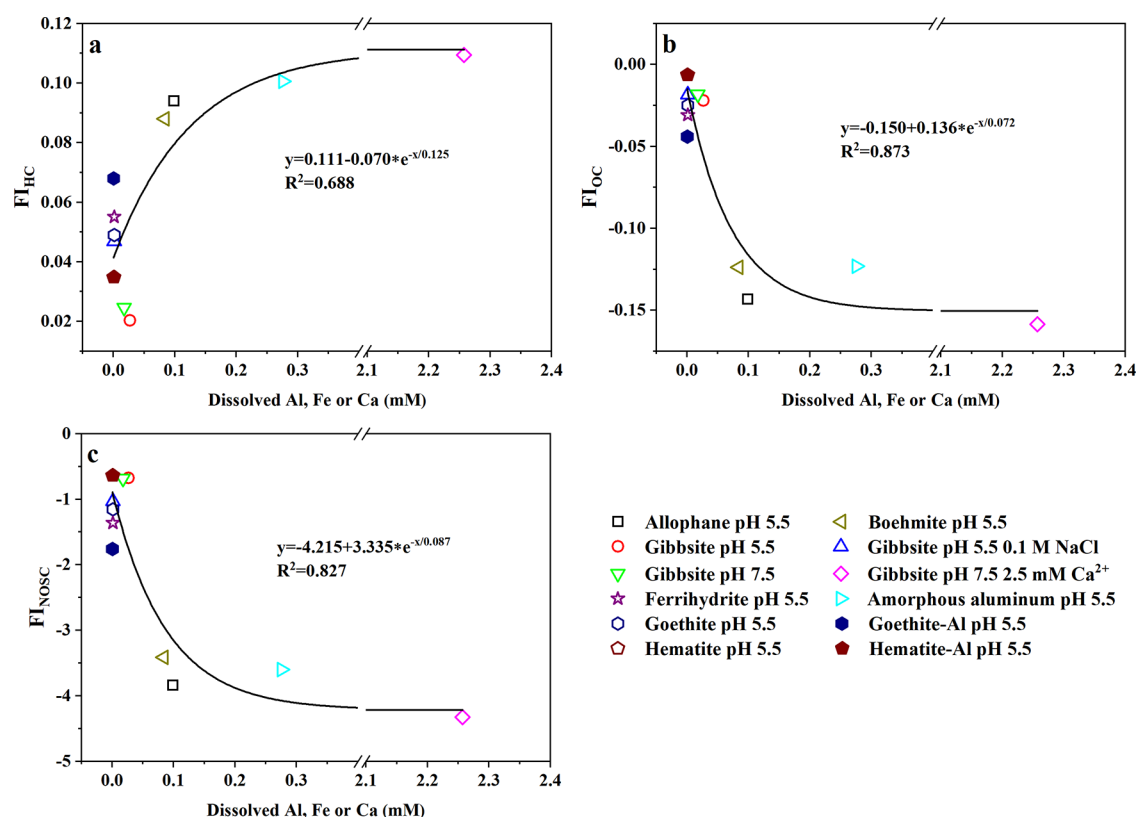 a
0.12
0.10
0.08
0.06
0.04
0.02
FI_HC
y=0.111-0.070*e^-x/0.125
R²=0.688
0.0 0.1 0.2 0.3 2.1 2.2 2.3 2.4
Dissolved Al, Fe or Ca (mM)
b
0.00
-0.05
-0.10
-0.15
FI_OC
y=-0.150+0.136*e^-x/0.072
R²=0.873
0.0 0.1 0.2 0.3 2.1 2.2 2.3 2.4
Dissolved Al, Fe or Ca (mM)
c
0
-1
-2
-3
-4
-5
FI_NOSC
y=-4.215+3.335*e^-x/0.087
R²=0.827
0.0 0.1 0.2 0.3 2.1 2.2 2.3 2.4
Dissolved Al, Fe or Ca (mM)
Allophane pH 5.5
Gibbsite pH 5.5
Gibbsite pH 7.5
Ferrihydrite pH 5.5
Goethite pH 5.5
Hematite pH 5.5
Boehmite pH 5.5
Gibbsite pH 5.5 0.1 M NaCl
Gibbsite pH 7.5 2.5 mM Ca²⁺
Amorphous aluminum pH 5.5
Goethite-Al pH 5.5
Hematite-Al pH 5.5